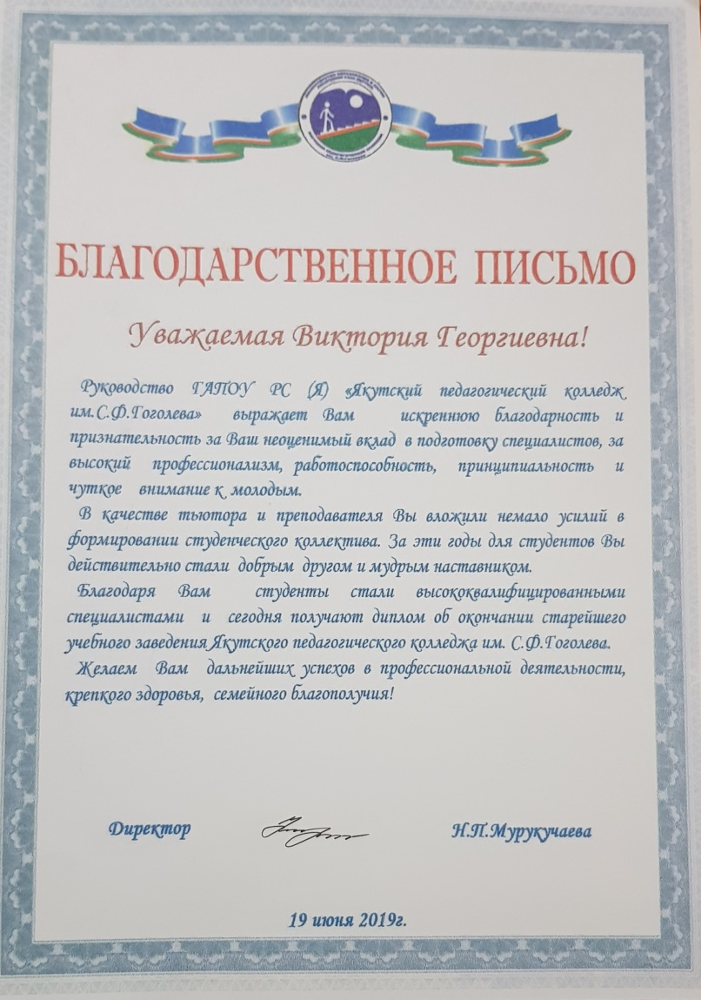 БЛАГОДАРСТВЕННОЕ ПИСЬМО
Уважаемая Виктория Георгиевна!
Руководство ГАПОУ РС (Я) «Якутский педагогический колледж
им.С.Ф.Гоголева» выражает Вам искреннюю благодарность и
признательность за Ваш неоценимый вклад в подготовку специалистов, за
высокий профессионализм, работоспособность, принципиальность и
чуткое внимание к молодым.
В качестве тьютора и преподавателя Вы вложили немало усилий в
формировании студенческого коллектива. За эти годы для студентов Вы
действительно стали добрым другом и мудрым наставником.
Благодаря Вам студенты стали высококвалифицированными
специалистами и сегодня получают диплом об окончании старейшего
учебного заведения Якутского педагогического колледжа им. С.Ф.Гоголева.
Желаем Вам дальнейших успехов в профессиональной деятельности,
крепкого здоровья, семейного благополучия!
Директор Н.П.Мурукучаева
19 июня 2019г.